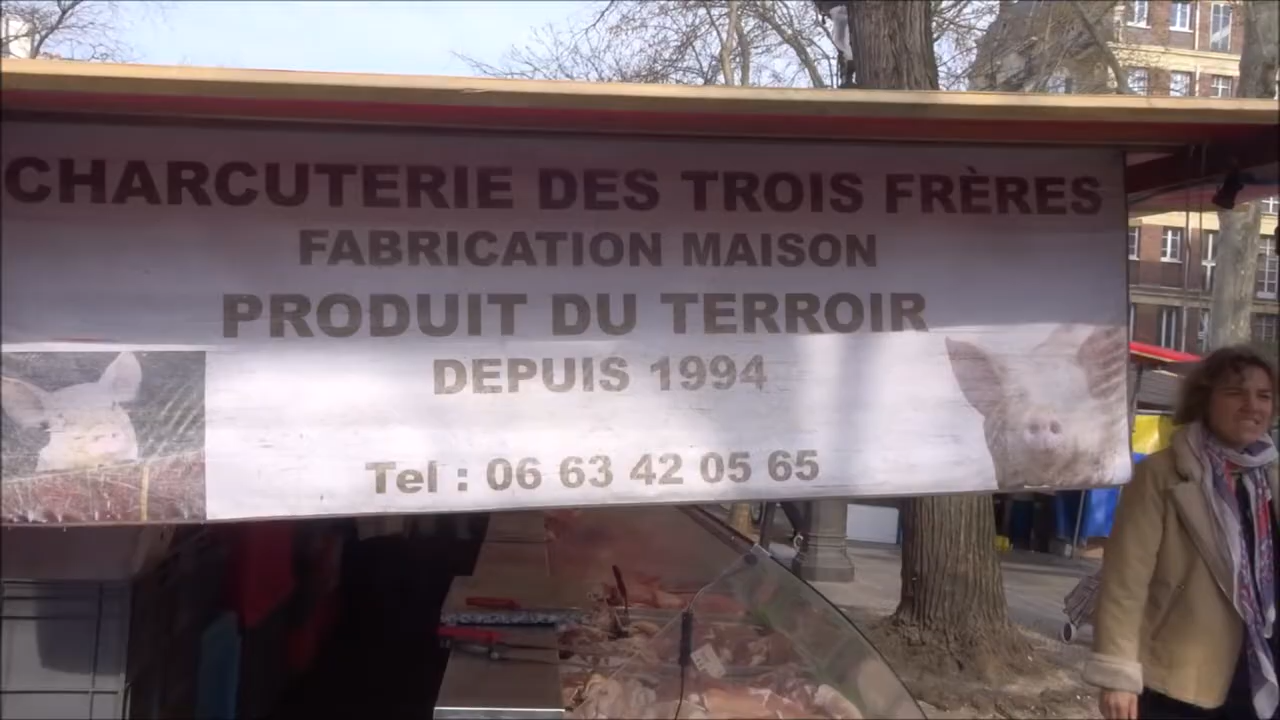 CHARCUTERIE DES TROIS FRÈRES
FABRICATION MAISON
PRODUIT DU TERROIR
DEPUIS 1994
Tel : 06 63 42 05 65